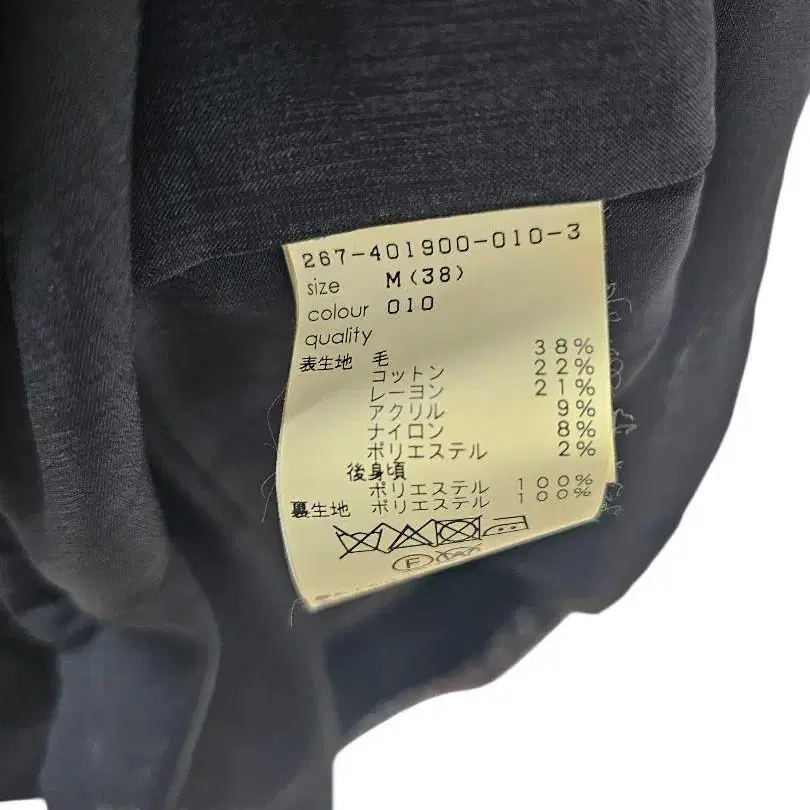 267-401900-010-3
size M(38)
colour 010
quality
表生地 毛 38%
コットン 22%
レーヨン 21%
アクリル 9%
ナイロン 8%
ポリエステル 2%
後身頃
ポリエステル 100%
裏生地 ポリエステル 100%
F